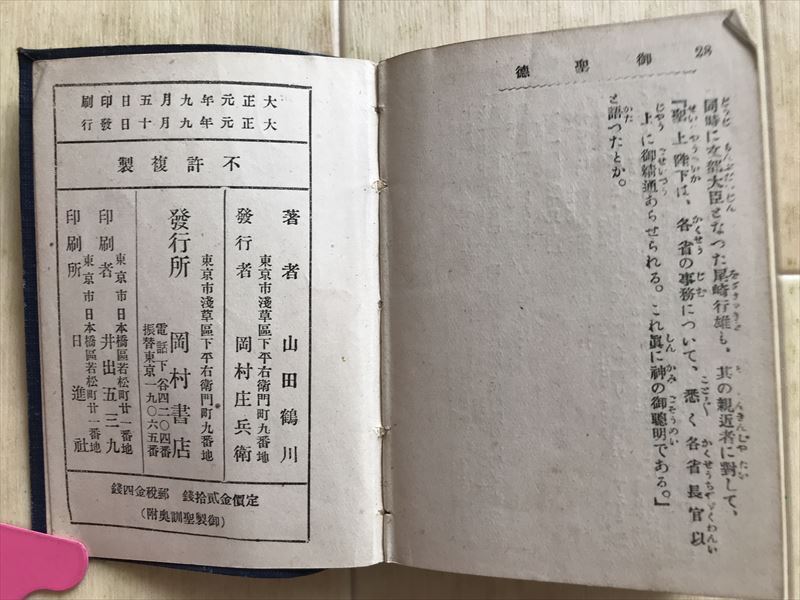 28
御聖德
同時に文部大臣となつた尾崎行雄も、其の親近者に對して、
『聖上陛下は、各省の事務について、悉く各省長官以
上に御精通あらせられる。これ眞に神の御聰明である。』
と語つたとか。
大正元年九月五日印刷
大正元年九月十日發行
不許複製
著者 山田鶴川
東京市淺草區下平右衛門町九番地
發行者 岡村庄兵衛
東京市淺草區下平右衛門町九番地
發行所 岡村書店
電話下谷四二〇四番
振替東京一九〇六五番
東京市日本橋區若松町廿一番地
印刷者 井出五三九
東京市日本橋區若松町廿一番地
印刷所 日進社
定價金貳拾錢 郵税金四錢
(御製聖訓奥附)